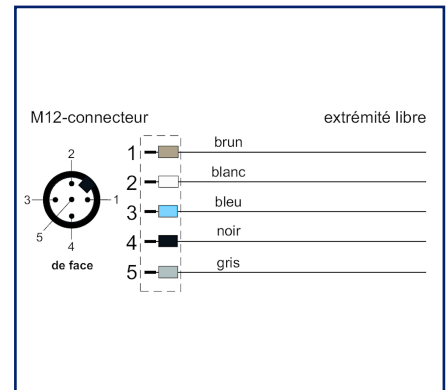 M12-connecteur
extrémité libre
2
3
1
5
4
de face
1 brun
2 blanc
3 bleu
4 noir
5 gris